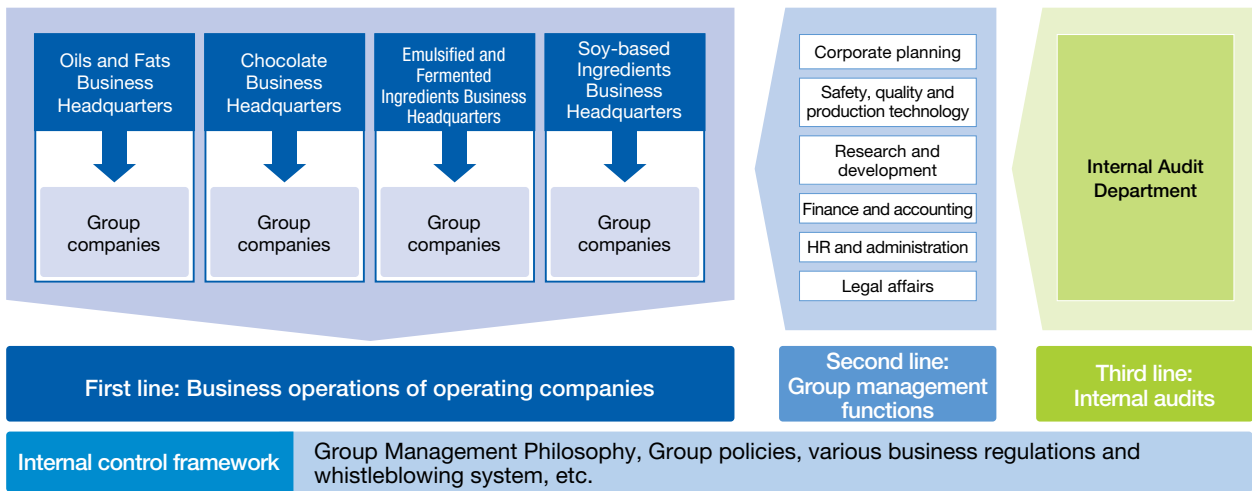 Oils and Fats
Business
Headquarters
Group
companies
Chocolate
Business
Headquarters
Group
companies
Emulsified and
Fermented
Ingredients Business
Headquarters
Group
companies
Soy-based
Ingredients
Business
Headquarters
Group
companies
First line: Business operations of operating companies
Corporate planning
Safety, quality and
production technology
Research and
development
Finance and accounting
HR and administration
Legal affairs
Second line:
Group management
functions
Internal Audit
Department
Third line:
Internal audits
Internal control framework
Group Management Philosophy, Group policies, various business regulations and
whistleblowing system, etc.